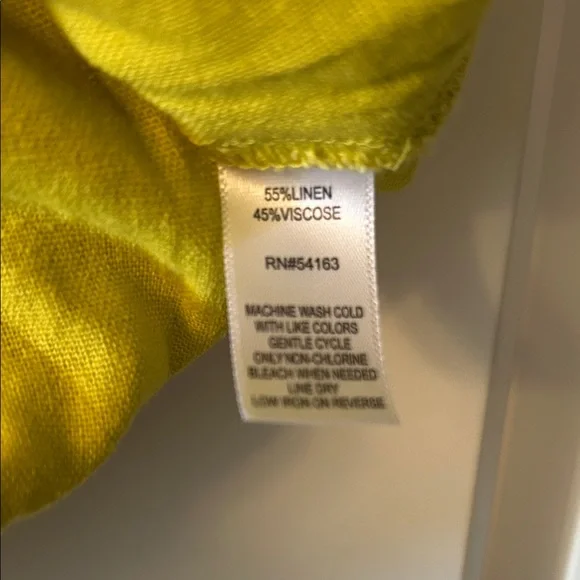 55%LINEN
45%VISCOSE
RN#54163
MACHINE WASH COLD
WITH LIKE COLORS
GENTLE CYCLE
ONLY NON-CHLORINE
BLEACH WHEN NEEDED
LINE DRY
LOW IRON ON REVERSE